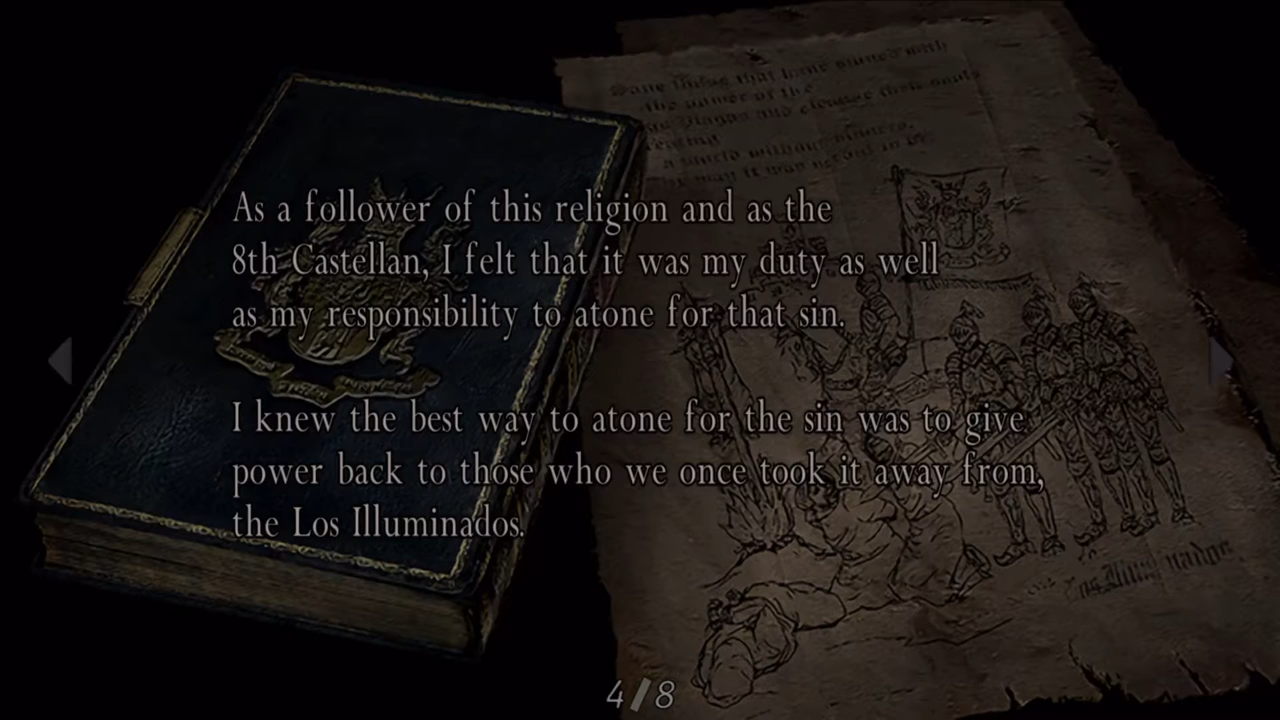 As a follower of this religion and as the
8th Castellan, I felt that it was my duty as well
as my responsibility to atone for that sin.
I knew the best way to atone for the sin was to give
power back to those who we once took it away from,
the Los Illuminados.
4/8